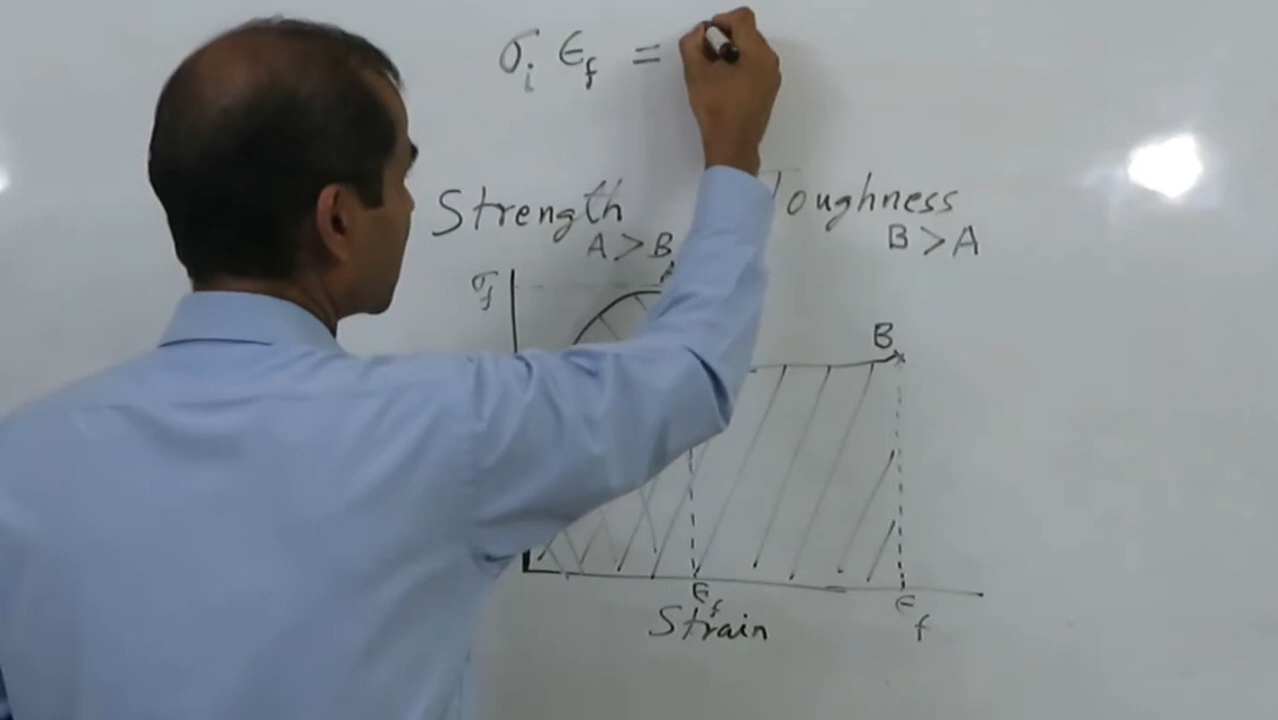 σi ϵf =
Strength Toughness
A > B B > A
σf A
B
ϵf ϵf
Strain